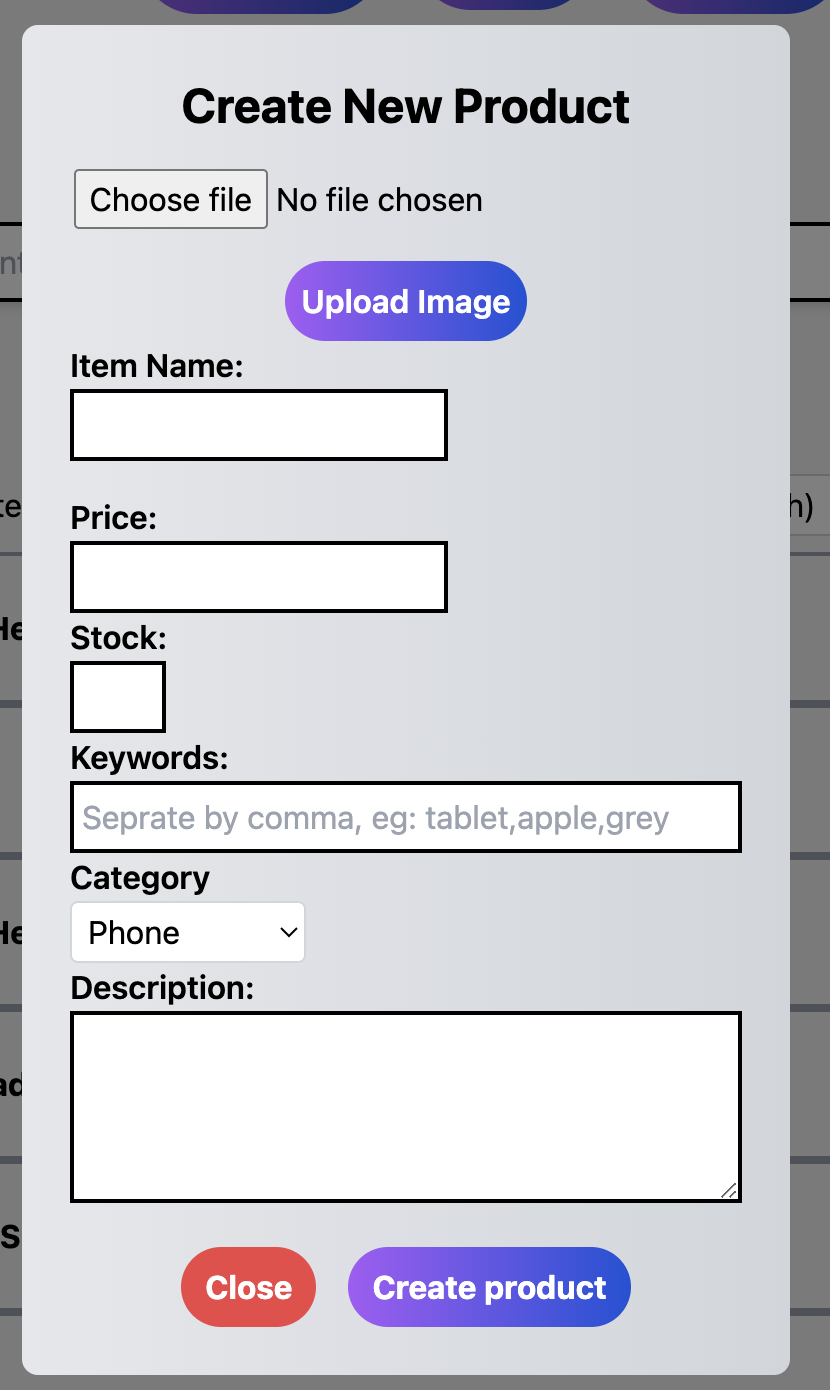 Create New Product
Choose file No file chosen
Upload Image
Item Name:
Price:
Stock:
Keywords:
Seprate by comma, eg: tablet,apple,grey
Category
Phone
Description:
Close Create product